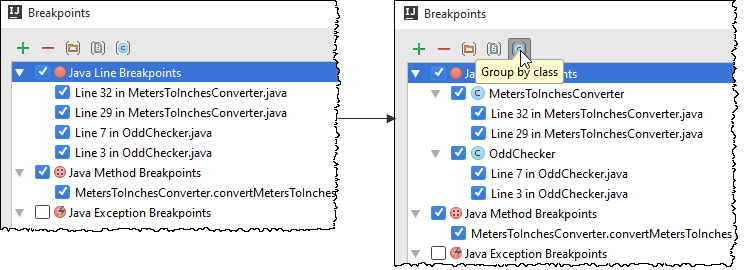 Breakpoints
Java Line Breakpoints
Line 32 in MetersToInchesConverter.java
Line 29 in MetersToInchesConverter.java
Line 7 in OddChecker.java
Line 3 in OddChecker.java
Java Method Breakpoints
MetersToInchesConverter.convertMetersToInches
Java Exception Breakpoints
Breakpoints
Group by class
MetersToInchesConverter
Line 32 in MetersToInchesConverter.java
Line 29 in MetersToInchesConverter.java
OddChecker
Line 7 in OddChecker.java
Line 3 in OddChecker.java
Java Method Breakpoints
MetersToInchesConverter.convertMetersToInches
Java Exception Breakpoints